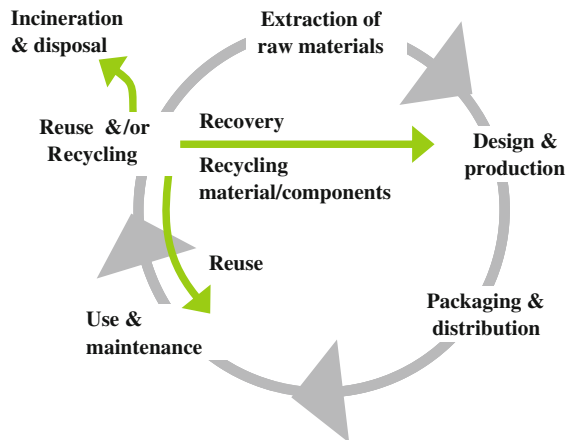 Incineration
& disposal
Extraction of
raw materials
Reuse &/or
Recycling
Recovery
Recycling
material/components
Design &
production
Reuse
Packaging &
distribution
Use &
maintenance